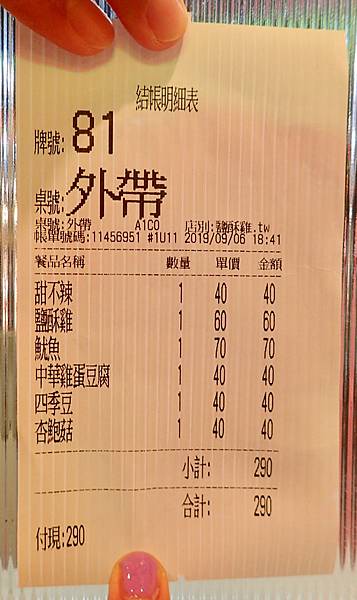 結帳明細表
牌號: 81
桌號: 外帶
桌號:外帶 A1C0 店別:鹽酥雞.tw
帳單號碼:11456951 #1U11 2019/09/06 18:41
餐品名稱 數量 單價 金額
甜不辣 1 40 40
鹽酥雞 1 60 60
魷魚 1 70 70
中華雞蛋豆腐 1 40 40
四季豆 1 40 40
杏鮑菇 1 40 40
小計: 290
合計: 290
付現:290